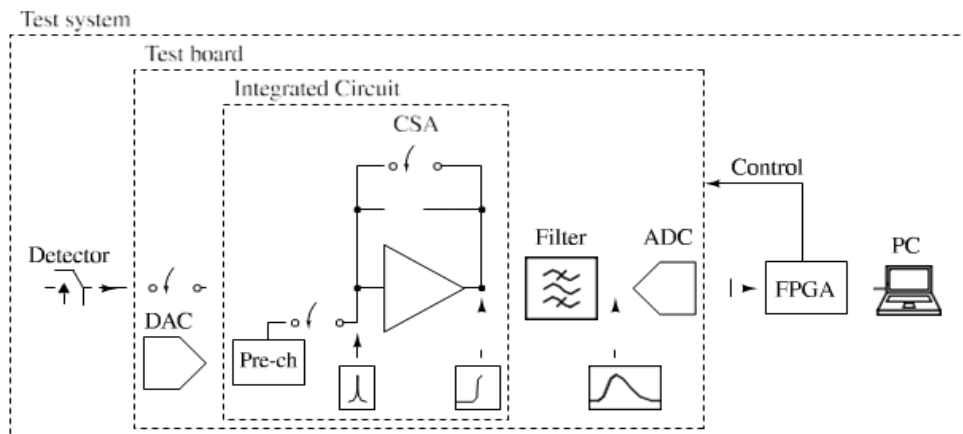 Test system
Test board
Integrated Circuit
CSA
Control
Detector
Filter
ADC
PC
DAC
FPGA
Pre-ch